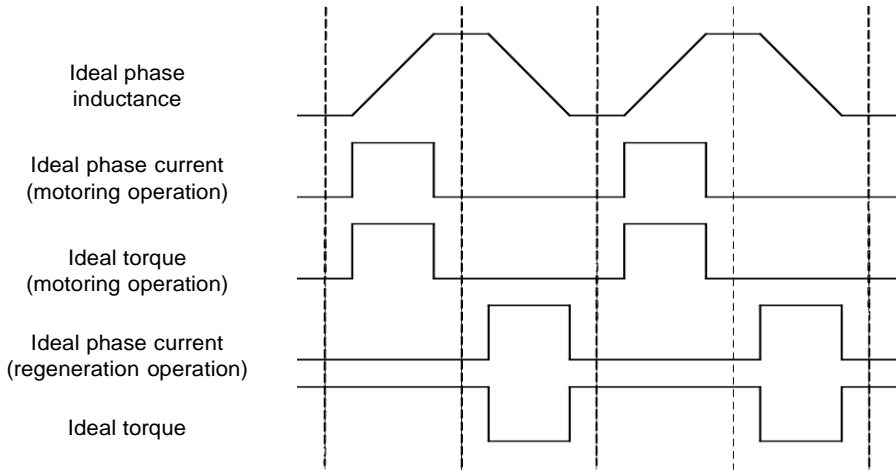 Ideal phase
inductance
Ideal phase current
(motoring operation)
Ideal torque
(motoring operation)
Ideal phase current
(regeneration operation)
Ideal torque